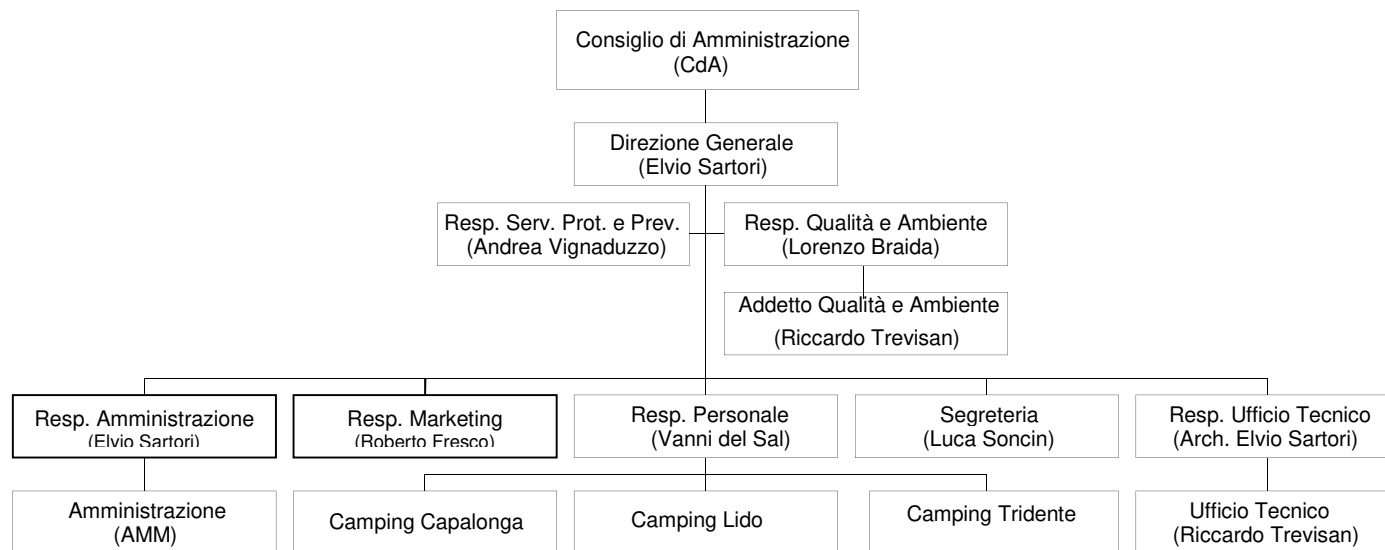 Consiglio di Amministrazione
(CdA)
Direzione Generale
(Elvio Sartori)
Resp. Serv. Prot. e Prev.
(Andrea Vignaduzzo)
Resp. Qualità e Ambiente
(Lorenzo Braida)
Addetto Qualità e Ambiente
(Riccardo Trevisan)
Resp. Amministrazione
(Elvio Sartori)
Resp. Marketing
(Roberto Fresco)
Resp. Personale
(Vanni del Sal)
Segreteria
(Luca Soncin)
Resp. Ufficio Tecnico
(Arch. Elvio Sartori)
Amministrazione
(AMM)
Camping Capalonga
Camping Lido
Camping Tridente
Ufficio Tecnico
(Riccardo Trevisan)